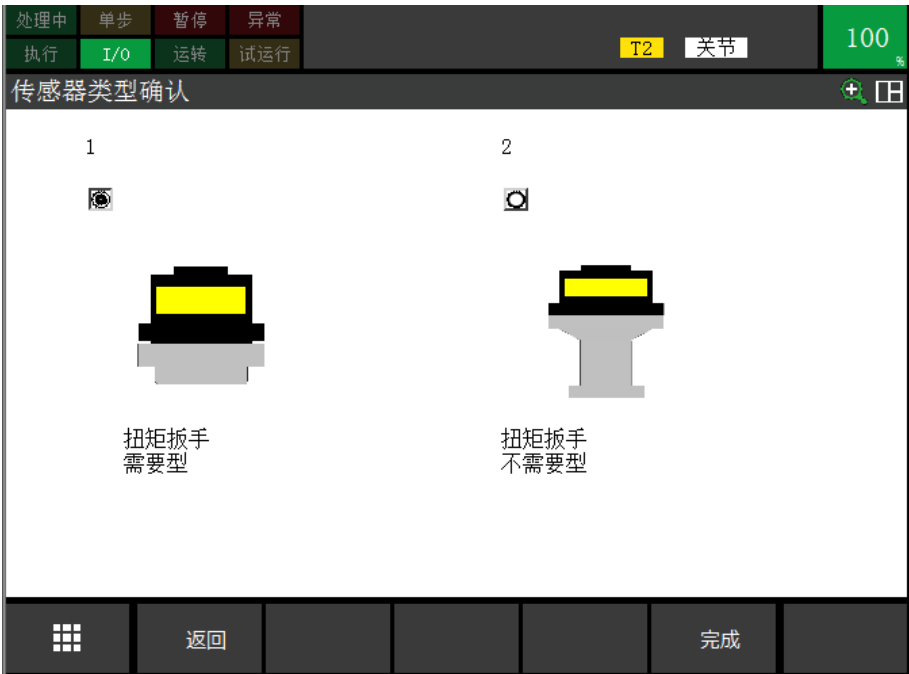 处理中 单步 暂停 异常
执行 I/O 运转 试运行
T2 关节
100
%
传感器类型确认
1 2
扭矩扳手 扭矩扳手
需要型 不需要型
返回 完成